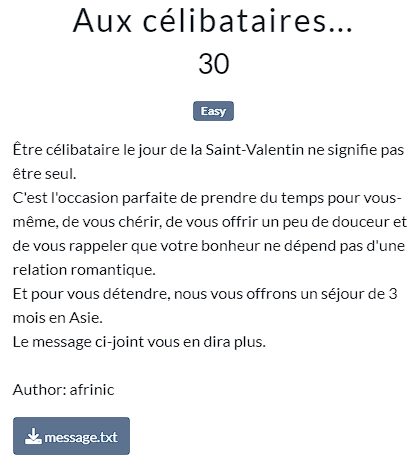 Aux célibataires...
30
Easy
Être célibataire le jour de la Saint-Valentin ne signifie pas
être seul.
C'est l'occasion parfaite de prendre du temps pour vous-
même, de vous chérir, de vous offrir un peu de douceur et
de vous rappeler que votre bonheur ne dépend pas d'une
relation romantique.
Et pour vous détendre, nous vous offrons un séjour de 3
mois en Asie.
Le message ci-joint vous en dira plus.
Author: afrinic
message.txt